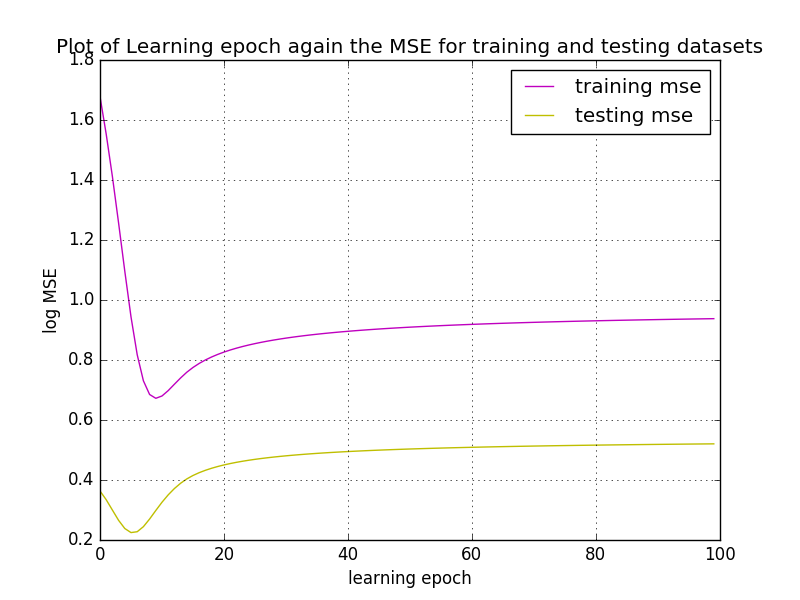 Plot of Learning epoch again the MSE for training and testing datasets
training mse
testing mse
log MSE
1.8
1.6
1.4
1.2
1.0
0.8
0.6
0.4
0.2
0 20 40 60 80 100
learning epoch